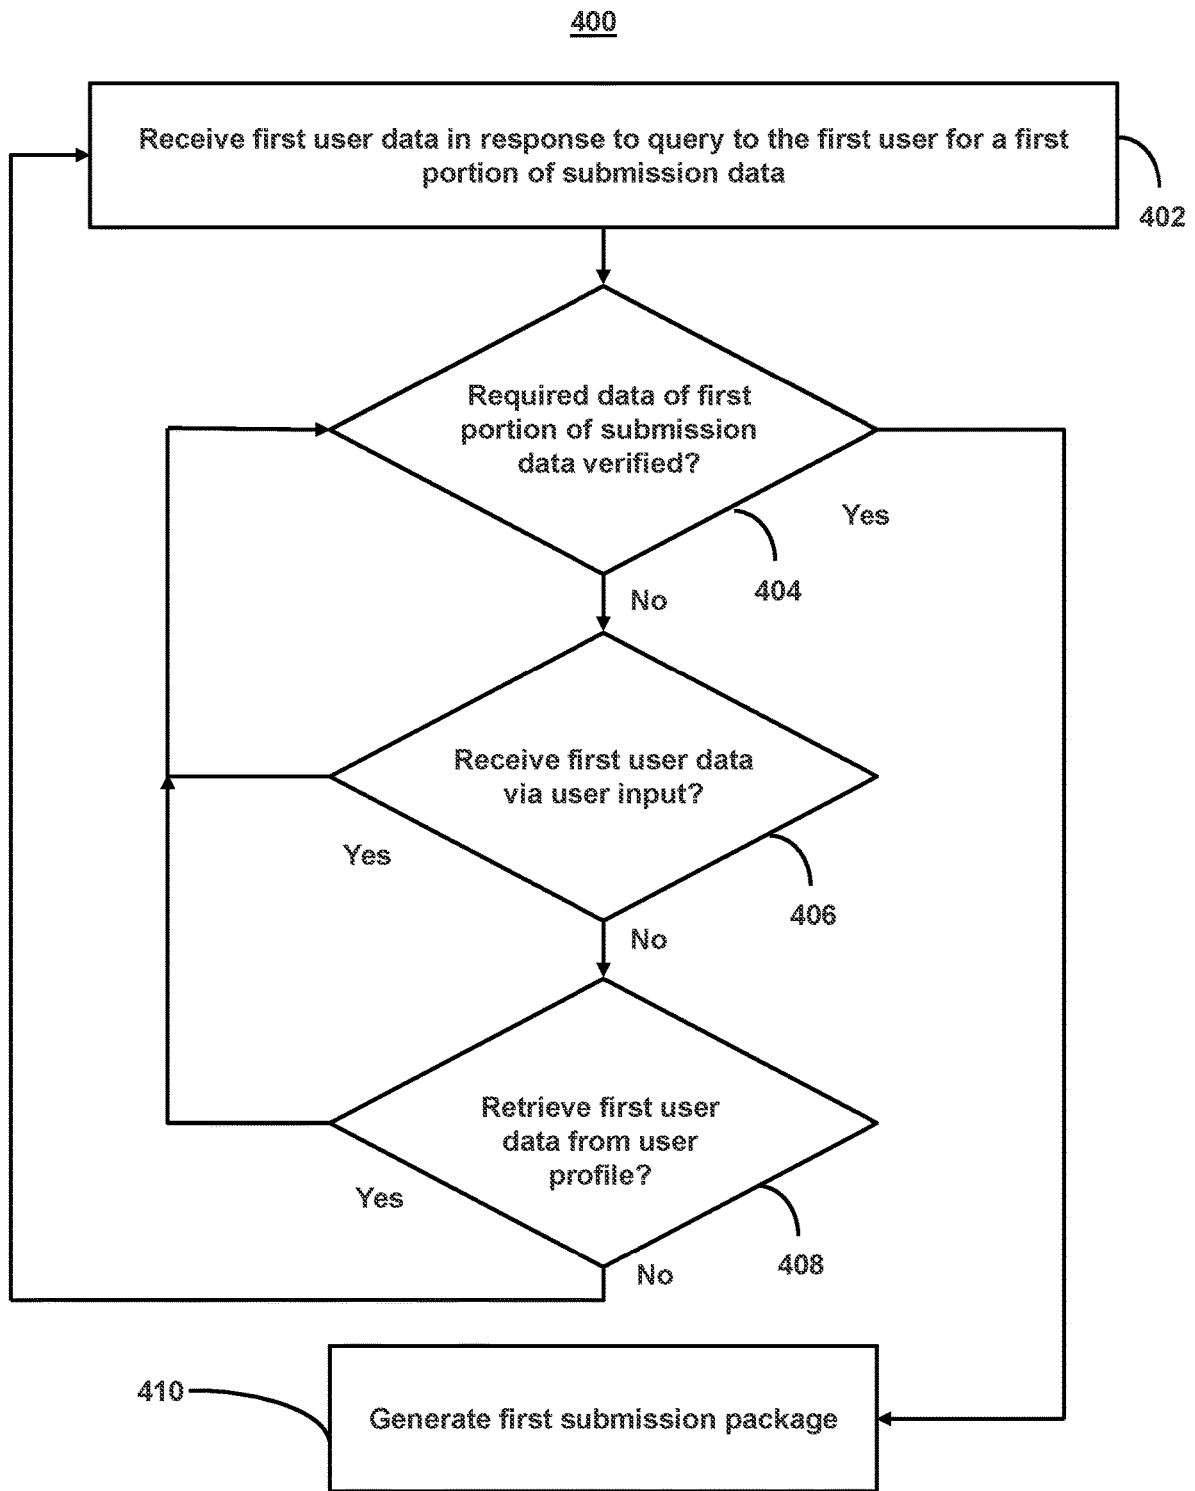 400
Receive first user data in response to query to the first user for a first
portion of submission data
402
Required data of first
portion of submission
data verified?
Yes
404
No
Receive first user data
via user input?
Yes
406
No
Retrieve first user
data from user
profile?
Yes
408
No
410
Generate first submission package